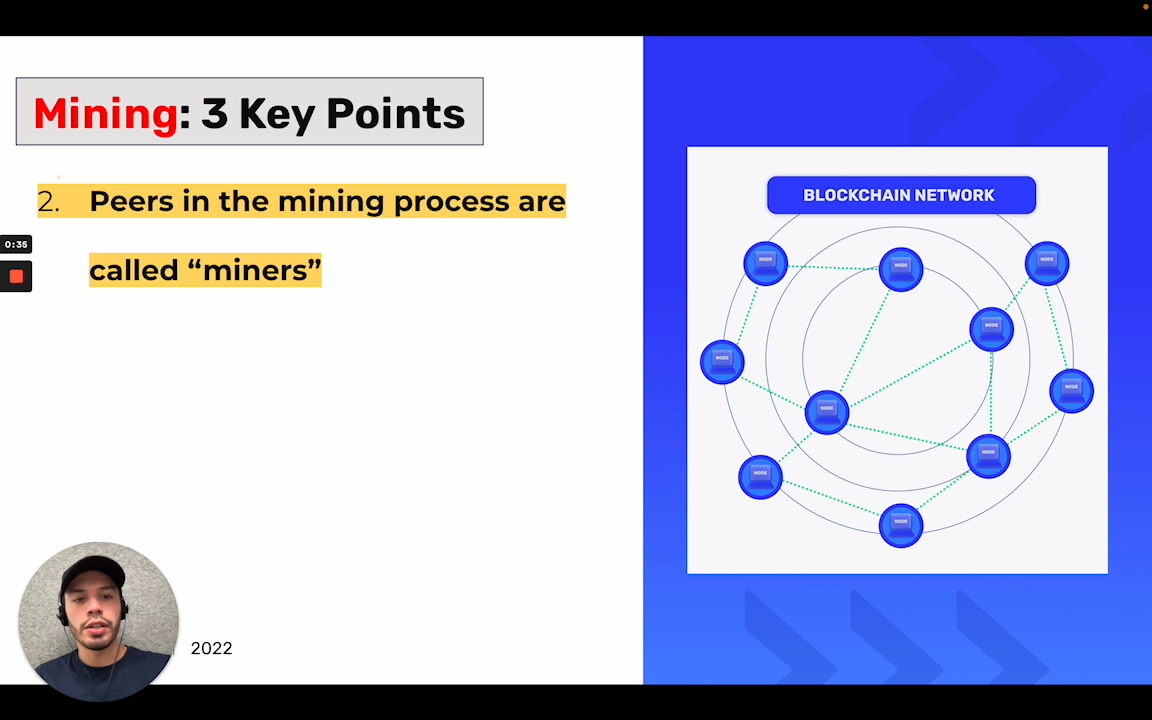 Mining: 3 Key Points
2. Peers in the mining process are
called “miners”
0:35
2022
BLOCKCHAIN NETWORK
NODE
NODE
NODE
NODE
NODE
NODE
NODE
NODE
NODE
NODE